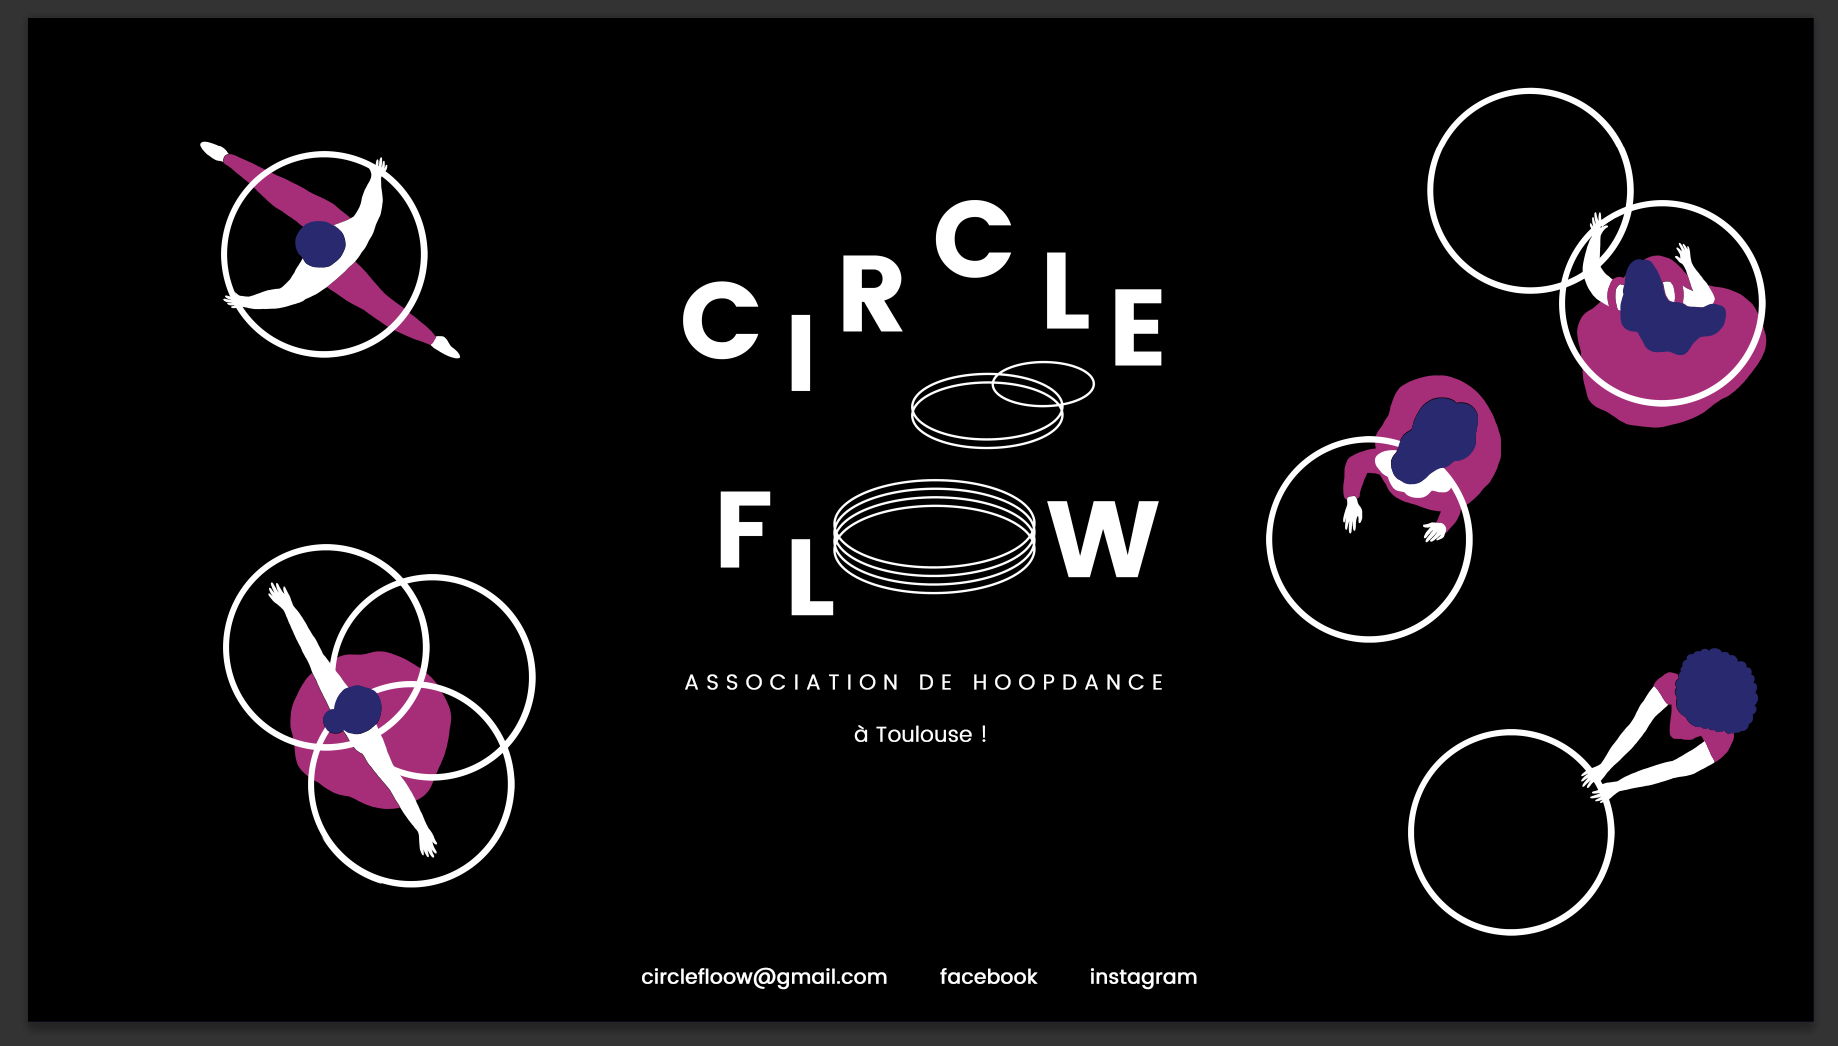 CIRCLE
FLOW
ASSOCIATION DE HOOPDANCE
à Toulouse !
circlefloow@gmail.com facebook instagram